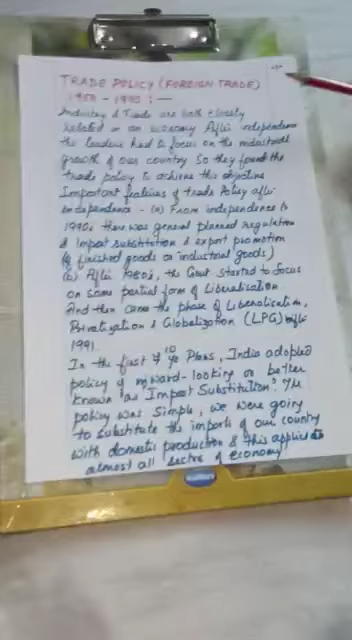 TRADE POLICY (FOREIGN TRADE)
1950 - 1990 : —
Industry & Trade are both closely
related in an economy After independence
the leaders had to focus on the industrial
growth of our country So they found the
trade policy to achieve this objective
Important features of trade Policy after
independence - (a) From independence to
1990s there was general planned regulation
& Import substitution & export promotion
(of finished goods or industrial goods)
(b) After 1980's, the Govt started to focus
on some partial form of Liberalisation
And then came the phase of Liberalisation,
Privatisation & Globalization (LPG) after
1991.
In the first 7 Plans, India adopted
policy of inward-looking or better
known as Import Substitution. The
policy was simple, we were going
to substitute the imports of our country
with domestic production & this applied to
almost all sectors of economy